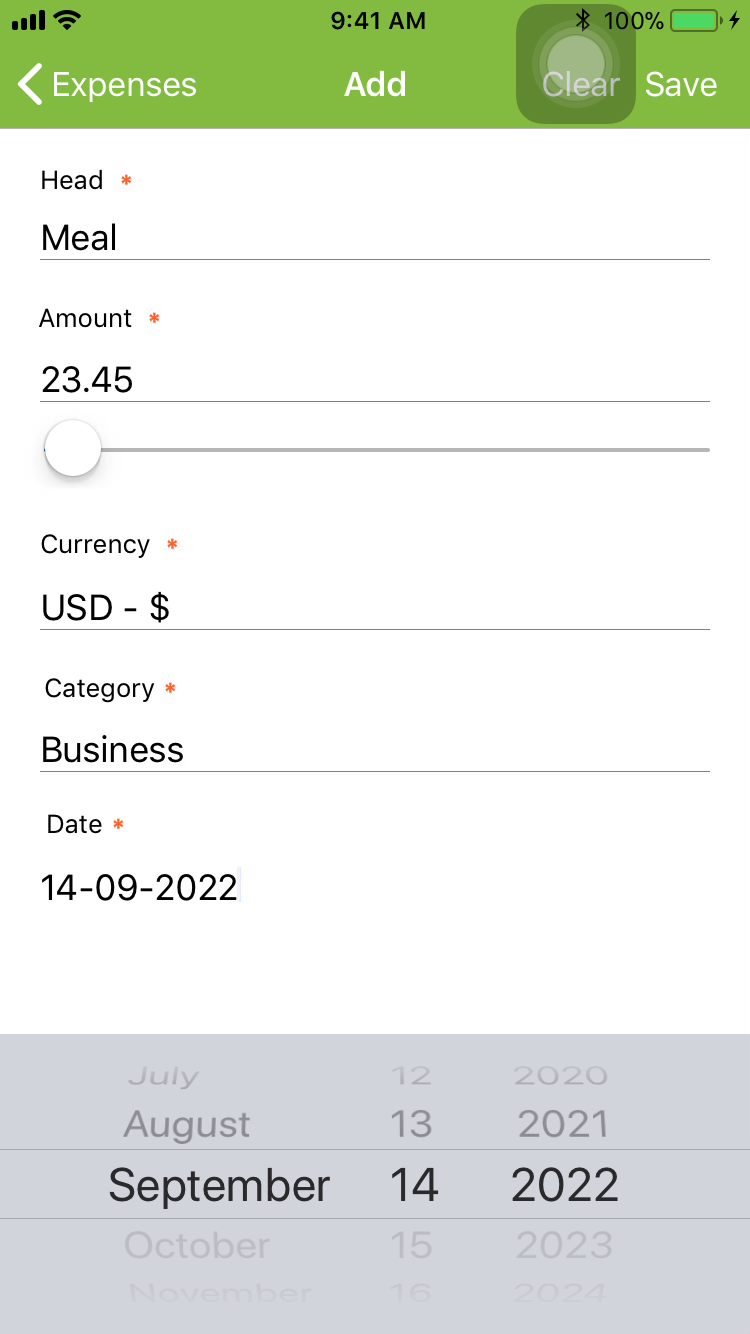 9:41 AM 100%
Expenses Add Clear Save
Head *
Meal
Amount *
23.45
Currency *
USD - $
Category *
Business
Date *
14-09-2022
July 12 2020
August 13 2021
September 14 2022
October 15 2023
November 16 2024